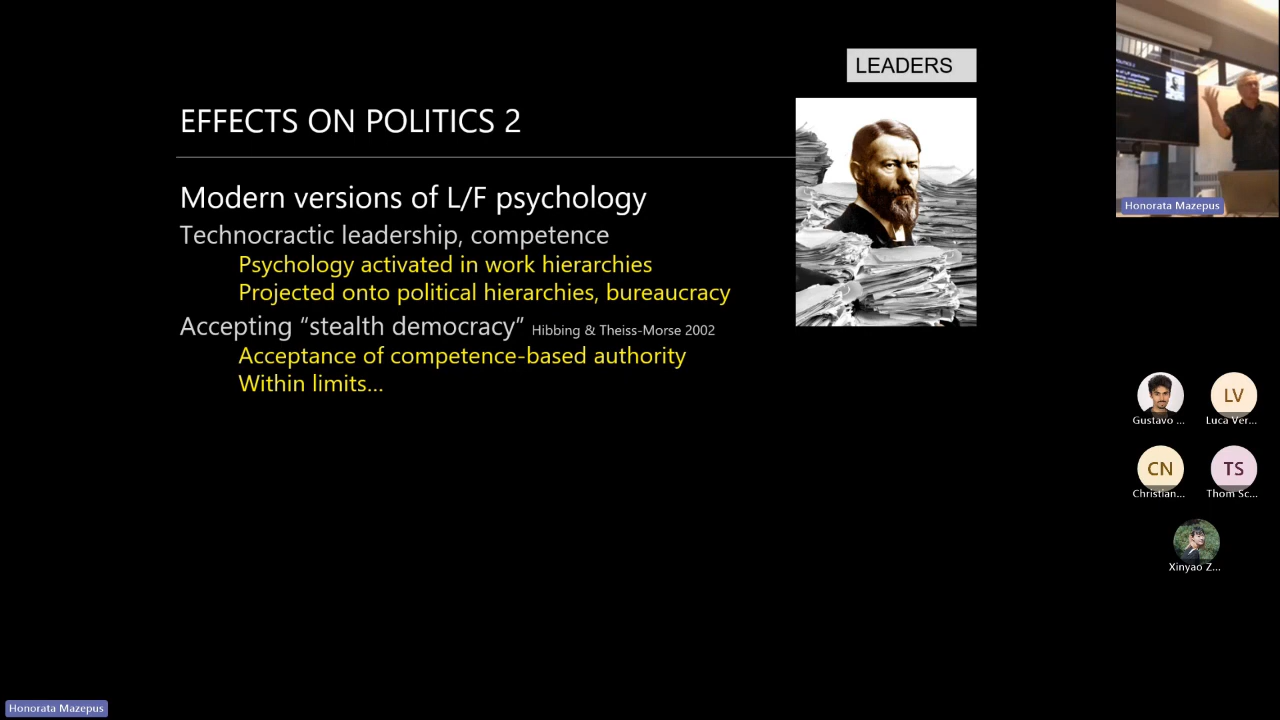 LEADERS
EFFECTS ON POLITICS 2
Modern versions of L/F psychology
Technocractic leadership, competence
Psychology activated in work hierarchies
Projected onto political hierarchies, bureaucracy
Accepting “stealth democracy” Hibbing & Theiss-Morse 2002
Acceptance of competence-based authority
Within limits...
Honorata Mazepus
Gustavo ...
LV
Luca Ver...
CN
Christian...
TS
Thom Sc...
Xinyao Z...
Honorata Mazepus